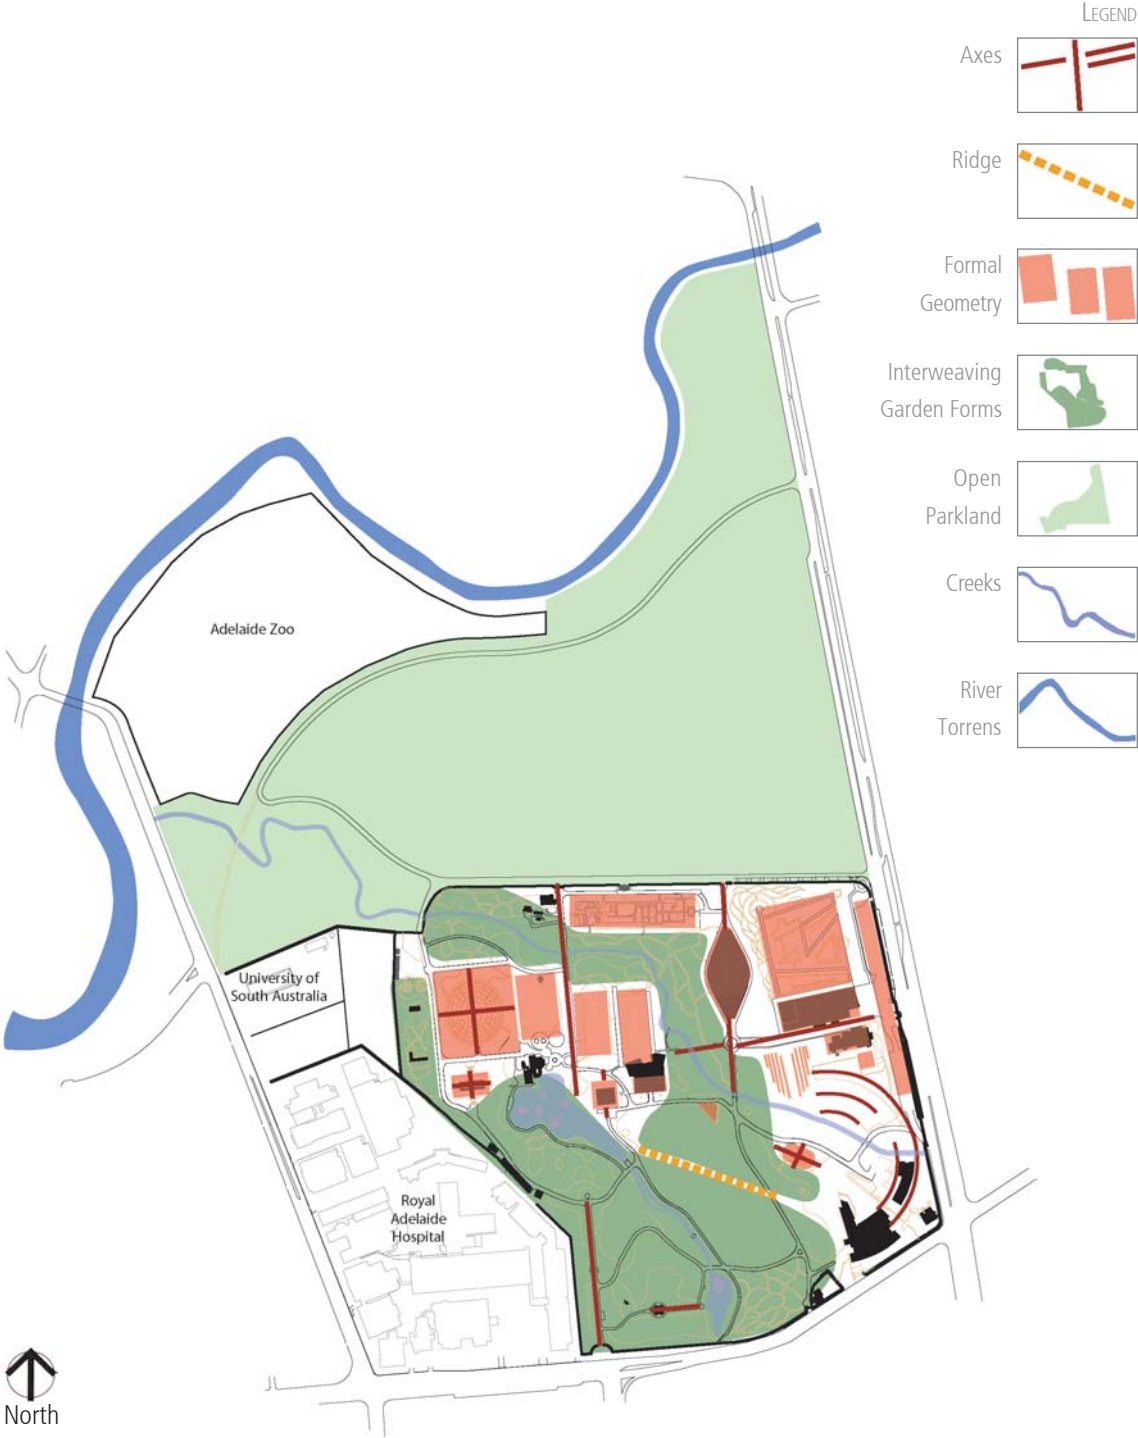 LEGEND
Axes
Ridge
Formal
Geometry
Interweaving
Garden Forms
Open
Parkland
Creeks
River
Torrens
Adelaide Zoo
University of
South Australia
Royal
Adelaide
Hospital
North